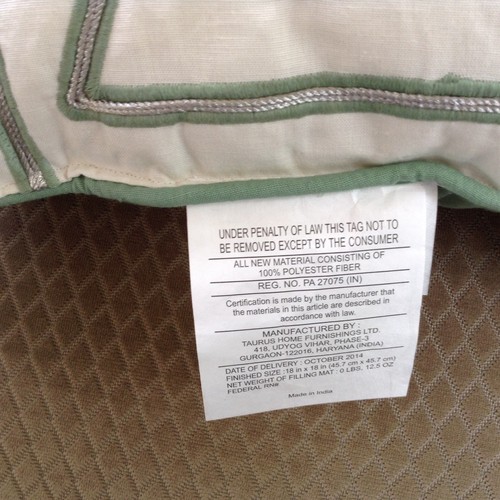 UNDER PENALTY OF LAW THIS TAG NOT TO
BE REMOVED EXCEPT BY THE CONSUMER
ALL NEW MATERIAL CONSISTING OF
100% POLYESTER FIBER
REG. NO. PA 27075 (IN)
Certification is made by the manufacturer that
the materials in this article are described in
accordance with law.
MANUFACTURED BY :
TAURUS HOME FURNISHINGS LTD.
418, UDYOG VIHAR, PHASE-3
GURGAON-122016, HARYANA (INDIA)
DATE OF DELIVERY : OCTOBER 2014
FINISHED SIZE :18 in x 18 in (45.7 cm x 45.7 cm)
NET WEIGHT OF FILLING MAT : 0 LBS, 12.5 OZ
FEDERAL RN#
Made in India